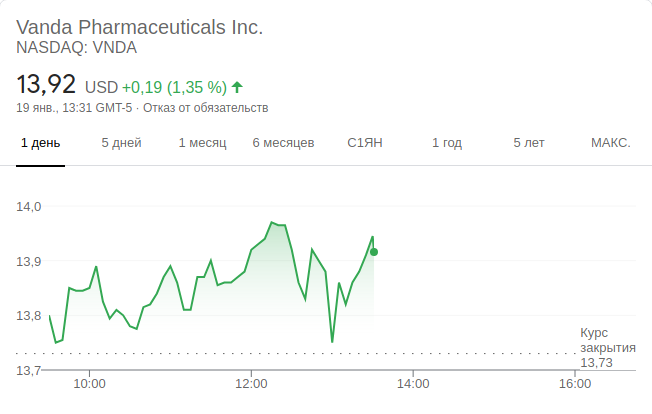 Vanda Pharmaceuticals Inc.
NASDAQ: VNDA
13,92 USD +0,19 (1,35 %)
19 янв., 13:31 GMT-5 · Отказ от обязательств
1 день 5 дней 1 месяц 6 месяцев С1ЯН 1 год 5 лет МАКС.
14,0
13,9
13,8
Курс
закрытия
13,73
13,7
10:00 12:00 14:00 16:00